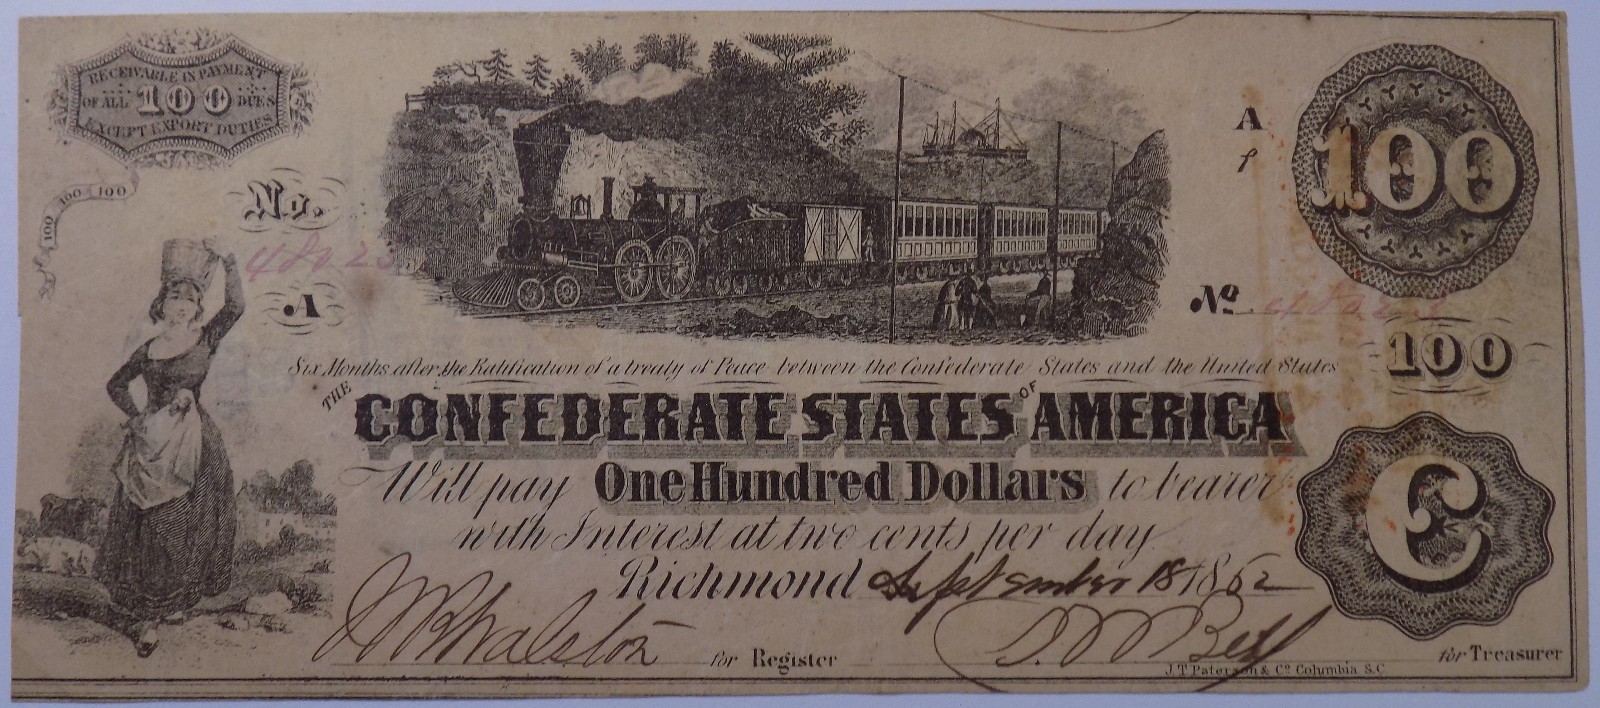 RECEIVABLE IN PAYMENT
OF ALL 100 DUES
EXCEPT EXPORT DUTIES
100 100 100
No.
A
A
f
100
No
100
Six Months after the Ratification of a treaty of Peace between the Confederate States and the United States
THE CONFEDERATE STATES OF AMERICA
Will pay One Hundred Dollars to bearer
with Interest at two cents per day
Richmond September 18 1862
C
for Register
for Treasurer
J. T. Paterson & Co. Columbia S.C.